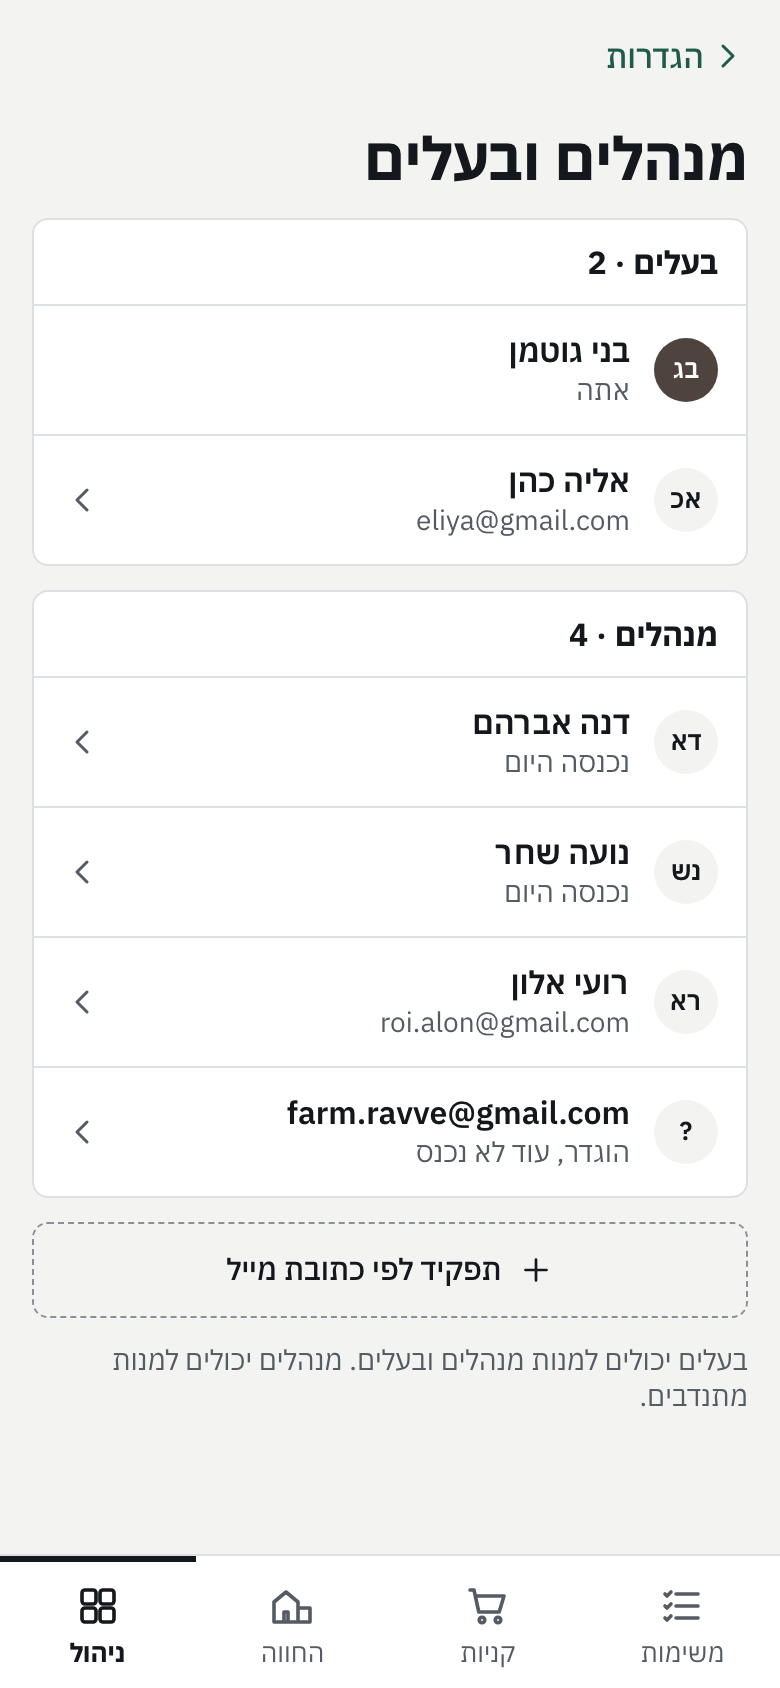 הגדרות
מנהלים ובעלים
בעלים · 2
בג
בני גוטמן
אתה
אכ
אליה כהן
eliya@gmail.com
מנהלים · 4
דא
דנה אברהם
נכנסה היום
נש
נועה שחר
נכנסה היום
רא
רועי אלון
roi.alon@gmail.com
?
farm.ravve@gmail.com
הוגדר, עוד לא נכנס
+ תפקיד לפי כתובת מייל
בעלים יכולים למנות מנהלים ובעלים. מנהלים יכולים למנות
מתנדבים.
משימות
קניות
החווה
ניהול